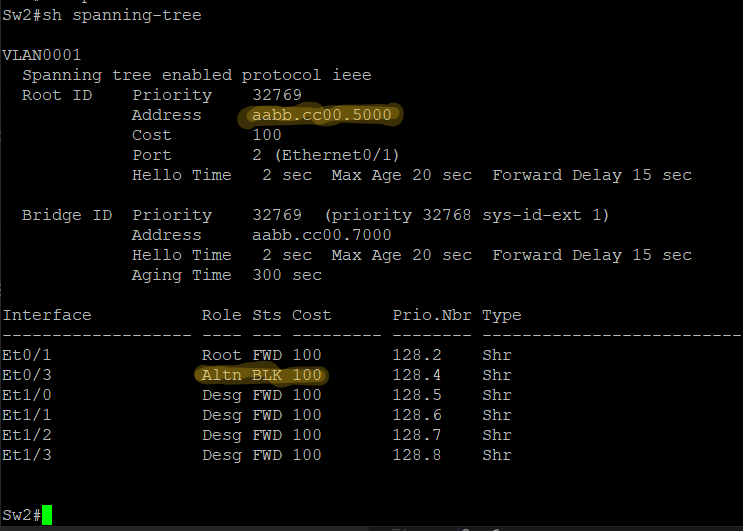 Sw2#sh spanning-tree
VLAN0001
Spanning tree enabled protocol ieee
Root ID Priority 32769
Address aabb.cc00.5000
Cost 100
Port 2 (Ethernet0/1)
Hello Time 2 sec Max Age 20 sec Forward Delay 15 sec
Bridge ID Priority 32769 (priority 32768 sys-id-ext 1)
Address aabb.cc00.7000
Hello Time 2 sec Max Age 20 sec Forward Delay 15 sec
Aging Time 300 sec
Interface Role Sts Cost Prio.Nbr Type
------------------- ---- --- --------- -------- --------------------------
Et0/1 Root FWD 100 128.2 Shr
Et0/3 Altn BLK 100 128.4 Shr
Et1/0 Desg FWD 100 128.5 Shr
Et1/1 Desg FWD 100 128.6 Shr
Et1/2 Desg FWD 100 128.7 Shr
Et1/3 Desg FWD 100 128.8 Shr
Sw2#